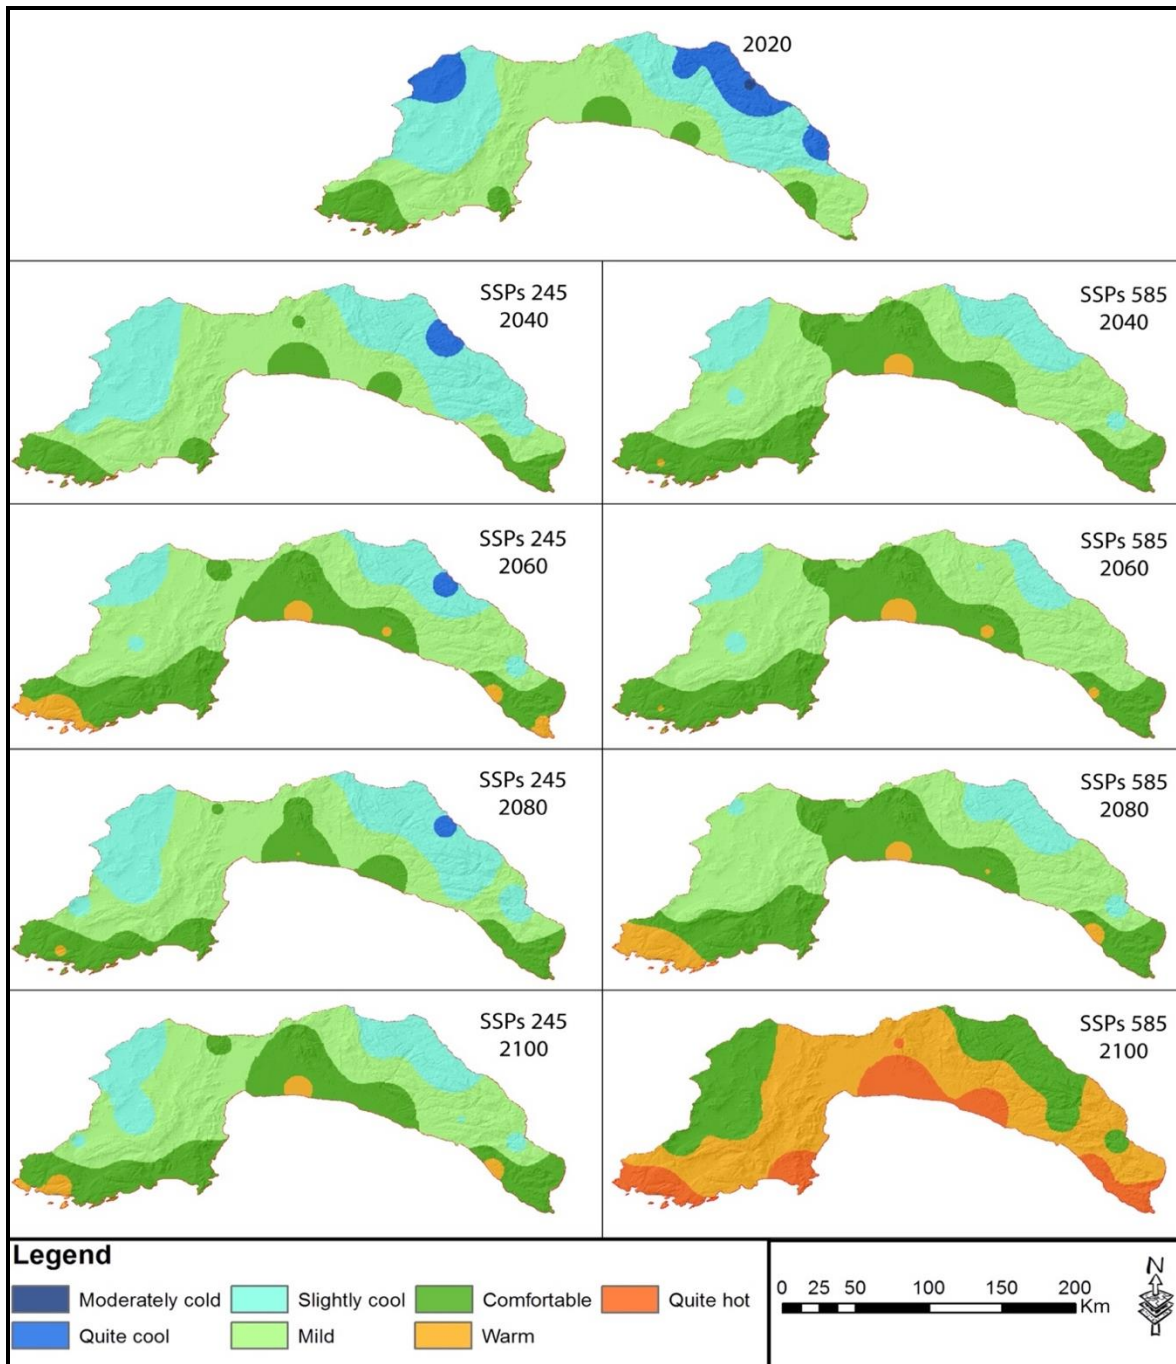 2020
SSPs 245
2040
SSPs 585
2040
SSPs 245
2060
SSPs 585
2060
SSPs 245
2080
SSPs 585
2080
SSPs 245
2100
SSPs 585
2100
Legend
Moderately cold
Slightly cool
Comfortable
Quite hot
Quite cool
Mild
Warm
0 25 50 100 150 200
Km
N